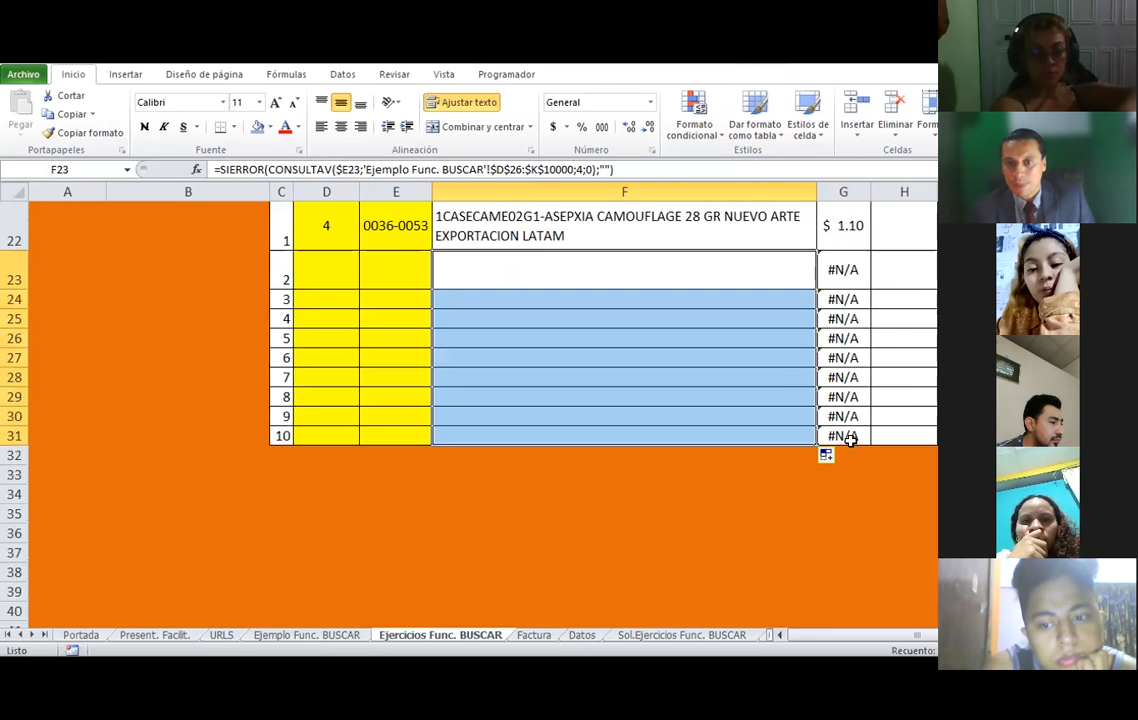 Archivo Inicio Insertar Diseño de página Fórmulas Datos Revisar Vista Programador
Pegar
Cortar
Copiar
Copiar formato
Portapapeles
Calibri 11
N K S
Fuente
Ajustar texto
Combinar y centrar
Alineación
General
$ % 000
Número
Formato condicional
Dar formato como tabla
Estilos de celda
Estilos
Insertar
Eliminar
Celdas
F23 fx =SIERROR(CONSULTAV($E23;'Ejemplo Func. BUSCAR'!$D$26:$K$10000;4;0);"")
A B C D E F G H
22 1 4 0036-0053 1CASECAME02G1-ASEPXIA CAMOUFLAGE 28 GR NUEVO ARTE EXPORTACION LATAM $ 1.10
23 2 #N/A
24 3 #N/A
25 4 #N/A
26 5 #N/A
27 6 #N/A
28 7 #N/A
29 8 #N/A
30 9 #N/A
31 10 #N/A
32
33
34
35
36
37
38
39
40
Portada Present. Facilit. URLS Ejemplo Func. BUSCAR Ejercicios Func. BUSCAR Factura Datos Sol.Ejercicios Func. BUSCAR
Listo Recuento: